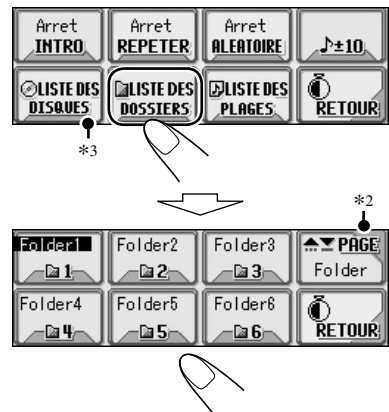 Arret Arret Arret
INTRO REPETER ALEATOIRE ♪±10
LISTE DES LISTE DES LISTE DES
DISQUES DOSSIERS PLAGES RETOUR
*3
*2
Folder1 Folder2 Folder3 PAGE
1 2 3 Folder
Folder4 Folder5 Folder6
4 5 6 RETOUR